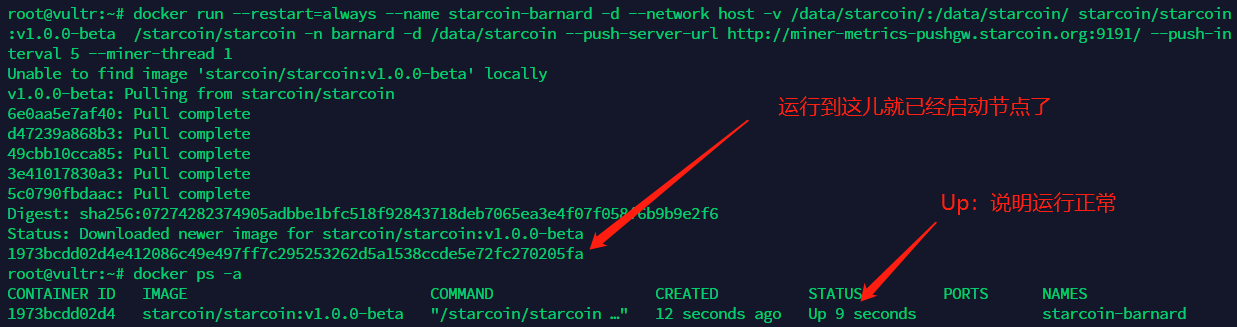 root@vultr:~# docker run --restart=always --name starcoin-barnard -d --network host -v /data/starcoin/:/data/starcoin/ starcoin/starcoin
:v1.0.0-beta  /starcoin/starcoin -n barnard -d /data/starcoin --push-server-url http://miner-metrics-pushgw.starcoin.org:9191/ --push-in
terval 5 --miner-thread 1
Unable to find image 'starcoin/starcoin:v1.0.0-beta' locally
v1.0.0-beta: Pulling from starcoin/starcoin
6e0aa5e7af40: Pull complete
运行到这儿就已经启动节点了
d47239a868b3: Pull complete
49cbb10cca85: Pull complete
3e41017830a3: Pull complete
5c0790fbdaac: Pull complete
Up：说明运行正常
Digest:
Status: Downloaded newer image for starcoin/starcoin:v1.0.0-beta
1973bcdd02d4e412086c49e497ff7c295253262d5a1538ccde5e72fc270205fa
root@vultr:~# docker ps -a
CONTAINER ID   IMAGE                           COMMAND                  CREATED          STATUS         PORTS     NAMES
1973bcdd02d4   starcoin/starcoin:v1.0.0-beta   "/starcoin/starcoin …"   12 seconds ago   Up 9 seconds             starcoin-barnard